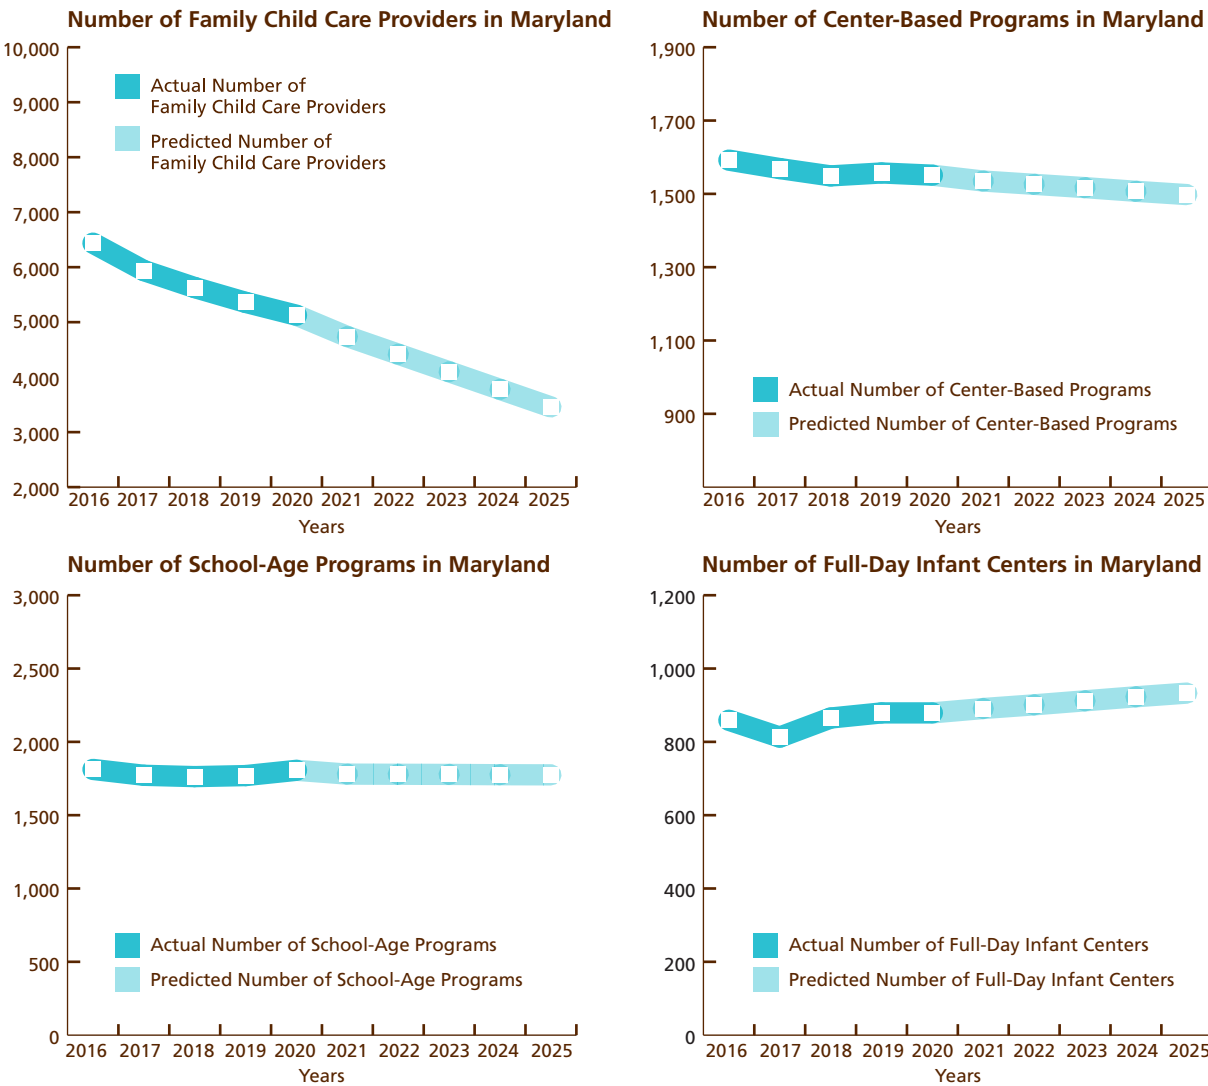 Number of Family Child Care Providers in Maryland
10,000
9,000
8,000
7,000
6,000
5,000
4,000
3,000
2,000
Actual Number of
Family Child Care Providers
Predicted Number of
Family Child Care Providers
2016 2017 2018 2019 2020 2021 2022 2023 2024 2025
Years
Number of Center-Based Programs in Maryland
1,900
1,700
1,500
1,300
1,100
900
Actual Number of Center-Based Programs
Predicted Number of Center-Based Programs
2016 2017 2018 2019 2020 2021 2022 2023 2024 2025
Years
Number of School-Age Programs in Maryland
3,000
2,500
2,000
1,500
1,000
500
0
Actual Number of School-Age Programs
Predicted Number of School-Age Programs
2016 2017 2018 2019 2020 2021 2022 2023 2024 2025
Years
Number of Full-Day Infant Centers in Maryland
1,200
1,000
800
600
400
200
0
Actual Number of Full-Day Infant Centers
Predicted Number of Full-Day Infant Centers
2016 2017 2018 2019 2020 2021 2022 2023 2024 2025
Years